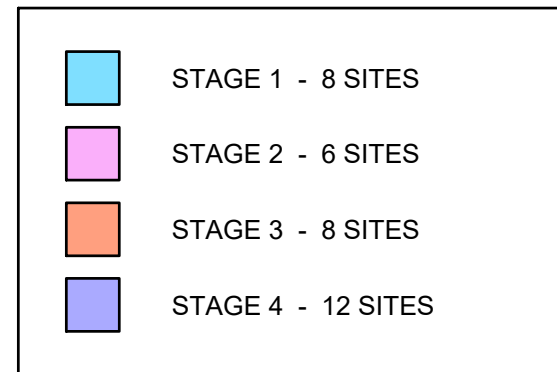 STAGE 1 - 8 SITES
STAGE 2 - 6 SITES
STAGE 3 - 8 SITES
STAGE 4 - 12 SITES